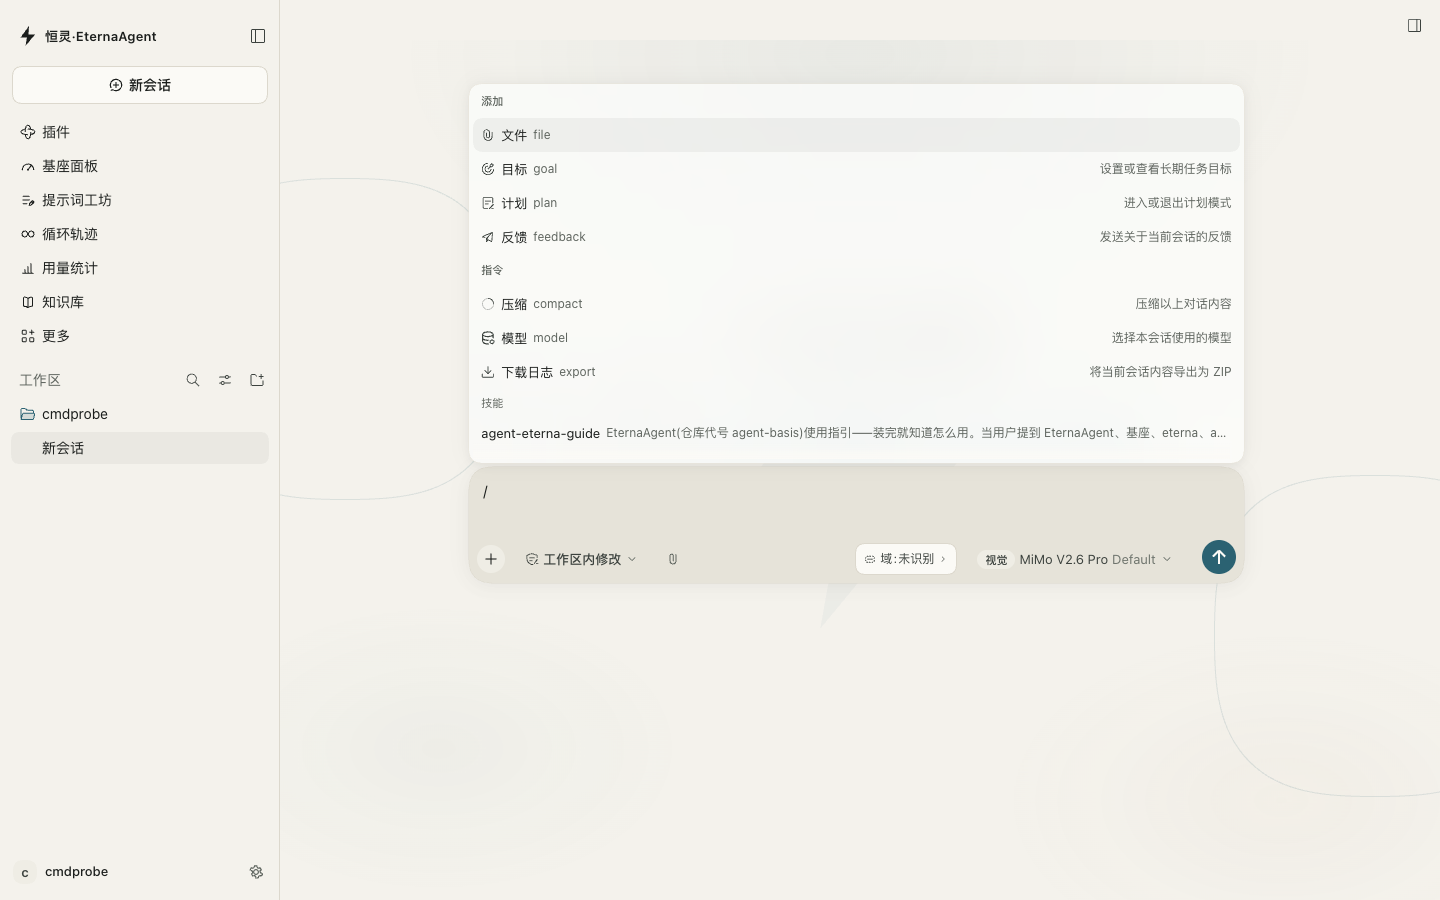 恒灵·EternaAgent
新会话
插件
基座面板
提示词工坊
循环轨迹
用量统计
知识库
更多
工作区
cmdprobe
新会话
c cmdprobe
添加
文件 file
目标 goal 设置或查看长期任务目标
计划 plan 进入或退出计划模式
反馈 feedback 发送关于当前会话的反馈
指令
压缩 compact 压缩以上对话内容
模型 model 选择本会话使用的模型
下载日志 export 将当前会话内容导出为 ZIP
技能
agent-eterna-guide EternaAgent(仓库代号 agent-basis)使用指引——装完就知道怎么用。当用户提到 EternaAgent、基座、eterna、a...
/
工作区内修改 域:未识别 › 视觉 MiMo V2.6 Pro Default